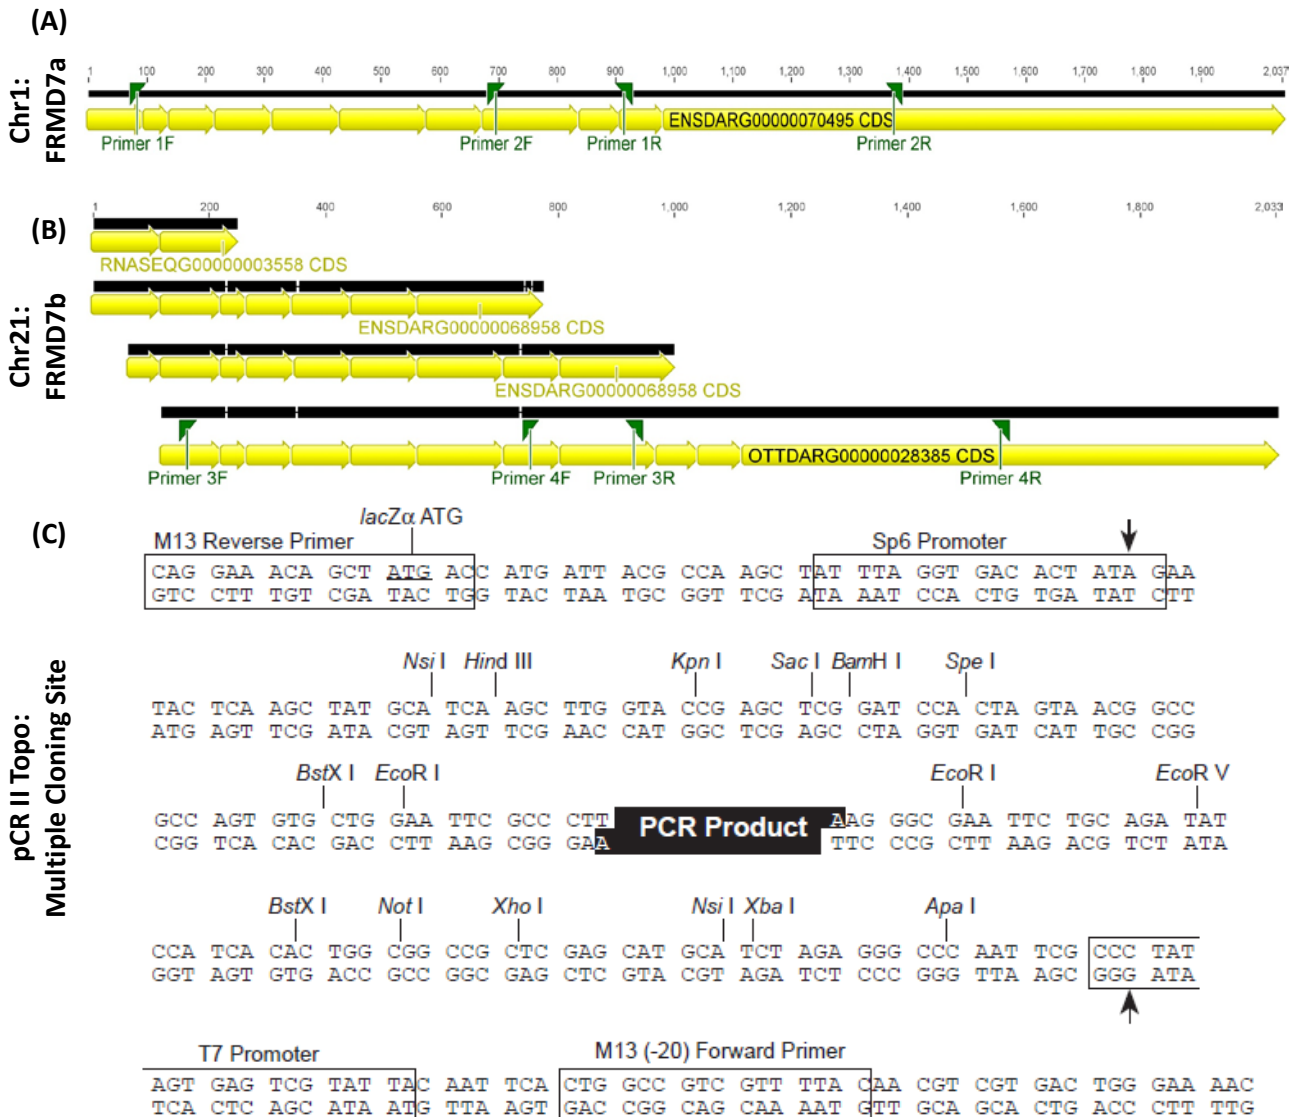 (A)
Chr1:
FRMD7a
1 100 200 300 400 500 600 700 800 900 1,000 1,100 1,200 1,300 1,400 1,500 1,600 1,700 1,800 1,900 2,037
ENSDARG00000070495 CDS
Primer 1F Primer 2F Primer 1R Primer 2R
(B)
Chr21:
FRMD7b
1 200 400 600 800 1,000 1,200 1,400 1,600 1,800 2,033
RNASEQG00000003558 CDS
ENSDARG00000068958 CDS
ENSDARG00000068958 CDS
OTTDARG00000028385 CDS
Primer 3F Primer 4F Primer 3R Primer 4R
(C)
pCR II Topo:
Multiple Cloning Site
lacZα ATG
M13 Reverse Primer Sp6 Promoter
CAG GAA ACA GCT ATG ACC ATG ATT ACG CCA AGC TAT TTA GGT GAC ACT ATA GAA
GTC CTT TGT CGA TAC TGG TAC TAA TGC GGT TCG ATA AAT CCA CTG TGA TAT CTT
Nsi I Hind III Kpn I Sac I BamH I Spe I
TAC TCA AGC TAT GCA TCA AGC TTG GTA CCG AGC TCG GAT CCA CTAGTA ACG GCC
ATG AGT TCG ATA CGT AGT TCG AAC CAT GGC TCG AGC CTA GGT GAT CAT TGC CGG
BstX I EcoR I EcoR I EcoR V
GCC AGT GTG CTG GAA TTC GCC CTT PCR Product AAG GGC GAA TTC TGC AGA TAT
CGG TCA CAC GAC CTT AAG CGG GAA TTC CCG CTT AAG ACG TCT ATA
BstX I Not I Xho I Nsi I Xba I Apa I
CCA TCA CAC TGG CGG CCG CTC GAG CAT GCA TCT AGA GGG CCC AAT TCG CCC TAT
GGT AGT GTG ACC GCC GGC GAG CTC GTA CGT AGA TCT CCC GGG TTA AGC GGG ATA
T7 Promoter M13 (-20) Forward Primer
AGT GAG TCG TAT TAC AAT TCA CTG GCC GTC GTT TTA CAA CGT CGT GAC TGG GAA AAC
TCA CTC AGC ATA ATG TTA AGT GAC CGG CAG CAA AAT GTT GCA GCA CTG ACC CTT TTG